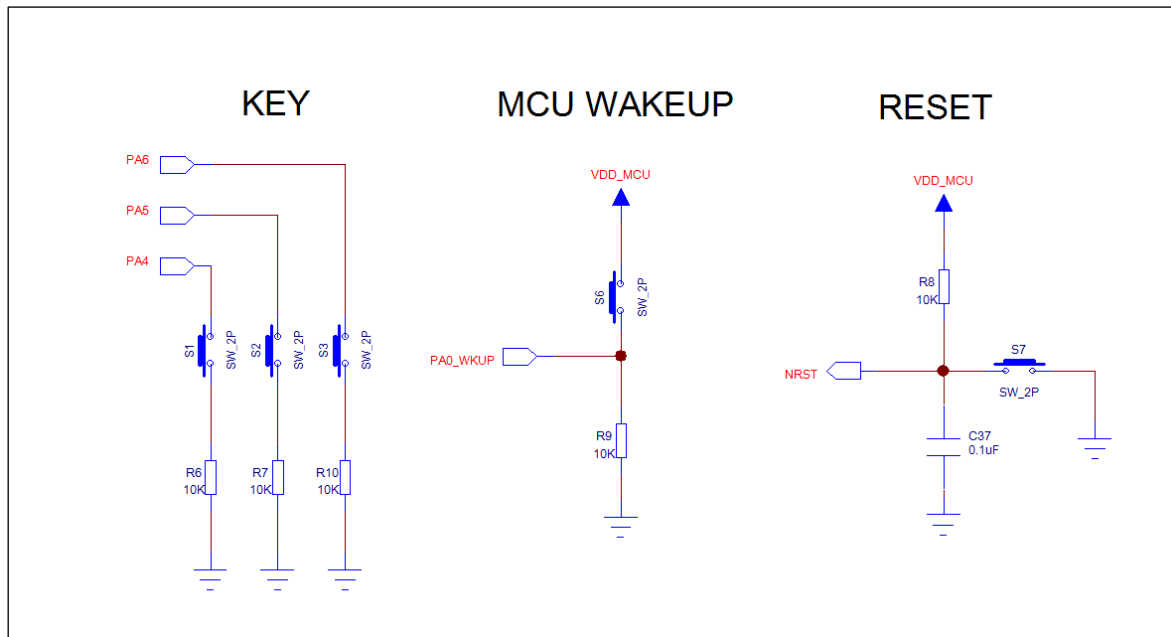 KEY
PA6
PA5
PA4
S1
SW_2P
S2
SW_2P
S3
SW_2P
R6
10K
R7
10K
R10
10K
MCU WAKEUP
VDD_MCU
S6
SW_2P
PA0_WKUP
R9
10K
RESET
VDD_MCU
R8
10K
S7
SW_2P
NRST
C37
0.1uF